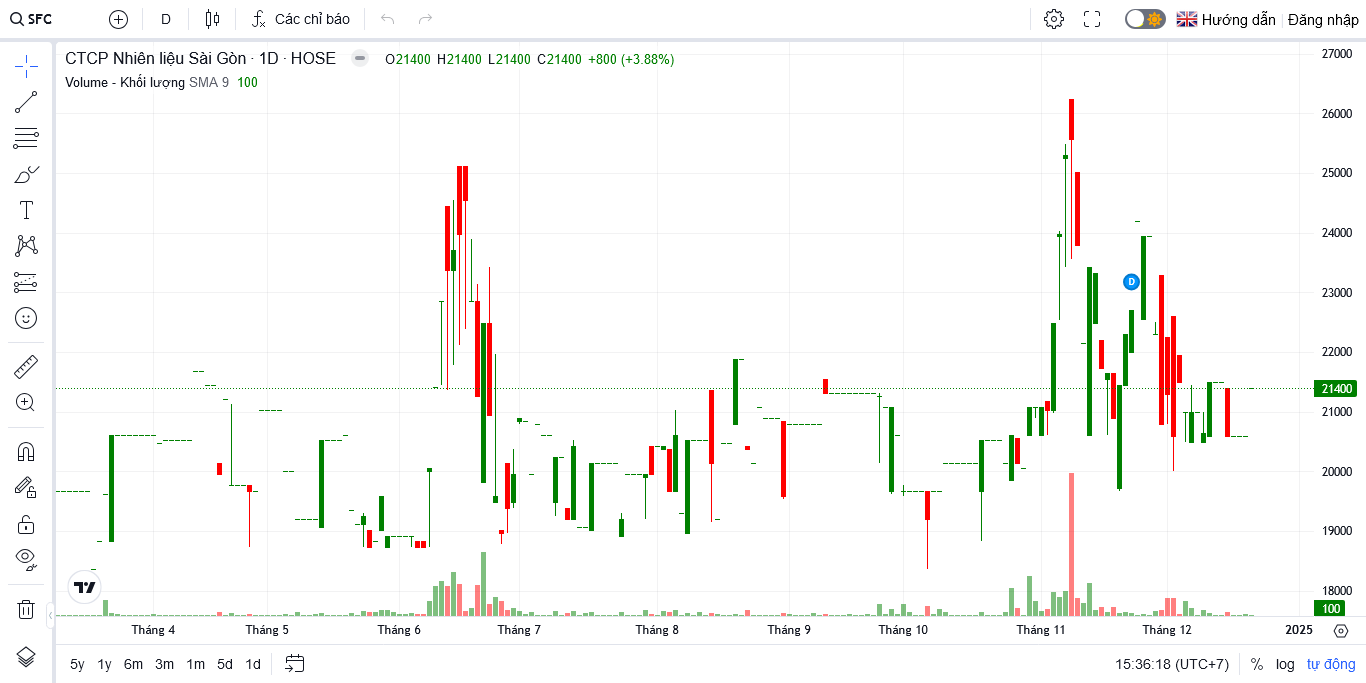 SFC D Các chỉ báo Hướng dẫn Đăng nhập
CTCP Nhiên liệu Sài Gòn · 1D · HOSE O21400 H21400 L21400 C21400 +800 (+3.88%)
Volume - Khối lượng SMA 9 100
27000
26000
25000
24000
23000
D
22000
21400
21000
20000
19000
18000
100
Tháng 4 Tháng 5 Tháng 6 Tháng 7 Tháng 8 Tháng 9 Tháng 10 Tháng 11 Tháng 12 2025
5y 1y 6m 3m 1m 5d 1d 15:36:18 (UTC+7) % log tự động